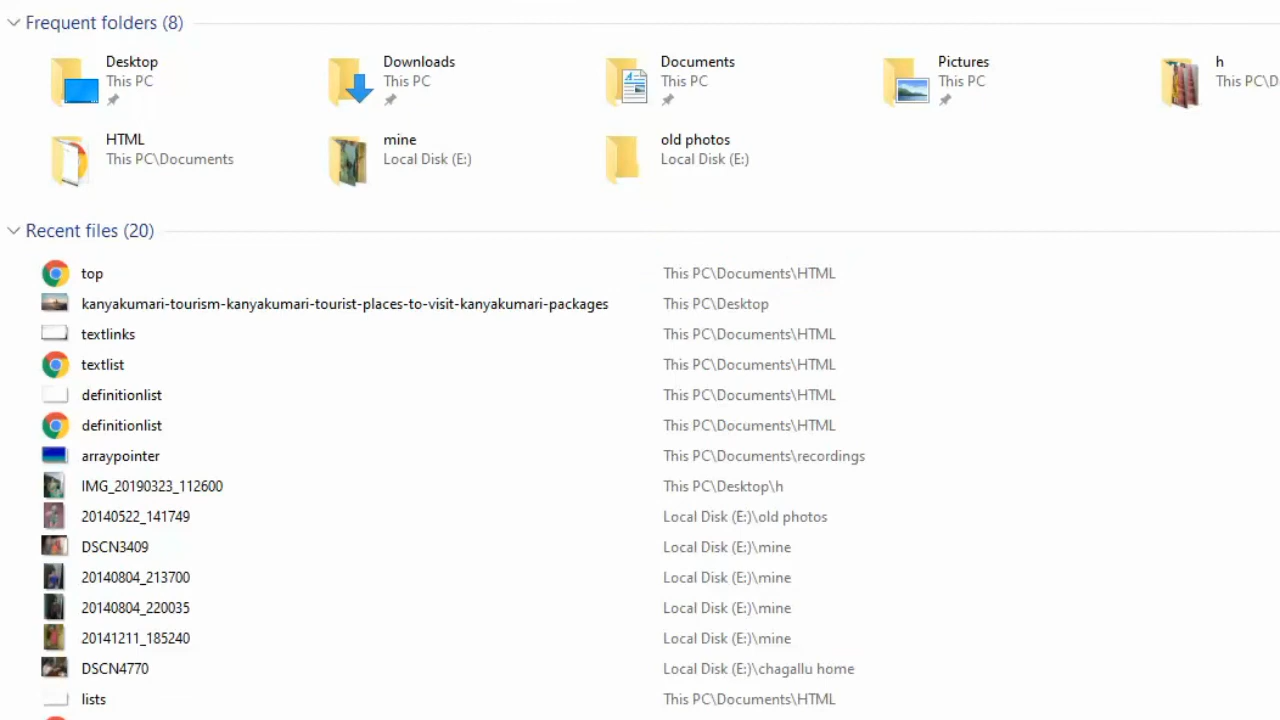 Frequent folders (8)
Desktop
This PC
Downloads
This PC
Documents
This PC
Pictures
This PC
h
This PC\D
HTML
This PC\Documents
mine
Local Disk (E:)
old photos
Local Disk (E:)
Recent files (20)
top This PC\Documents\HTML
kanyakumari-tourism-kanyakumari-tourist-places-to-visit-kanyakumari-packages This PC\Desktop
textlinks This PC\Documents\HTML
textlist This PC\Documents\HTML
definitionlist This PC\Documents\HTML
definitionlist This PC\Documents\HTML
arraypointer This PC\Documents\recordings
IMG_20190323_112600 This PC\Desktop\h
20140522_141749 Local Disk (E:)\old photos
DSCN3409 Local Disk (E:)\mine
20140804_213700 Local Disk (E:)\mine
20140804_220035 Local Disk (E:)\mine
20141211_185240 Local Disk (E:)\mine
DSCN4770 Local Disk (E:)\chagallu home
lists This PC\Documents\HTML